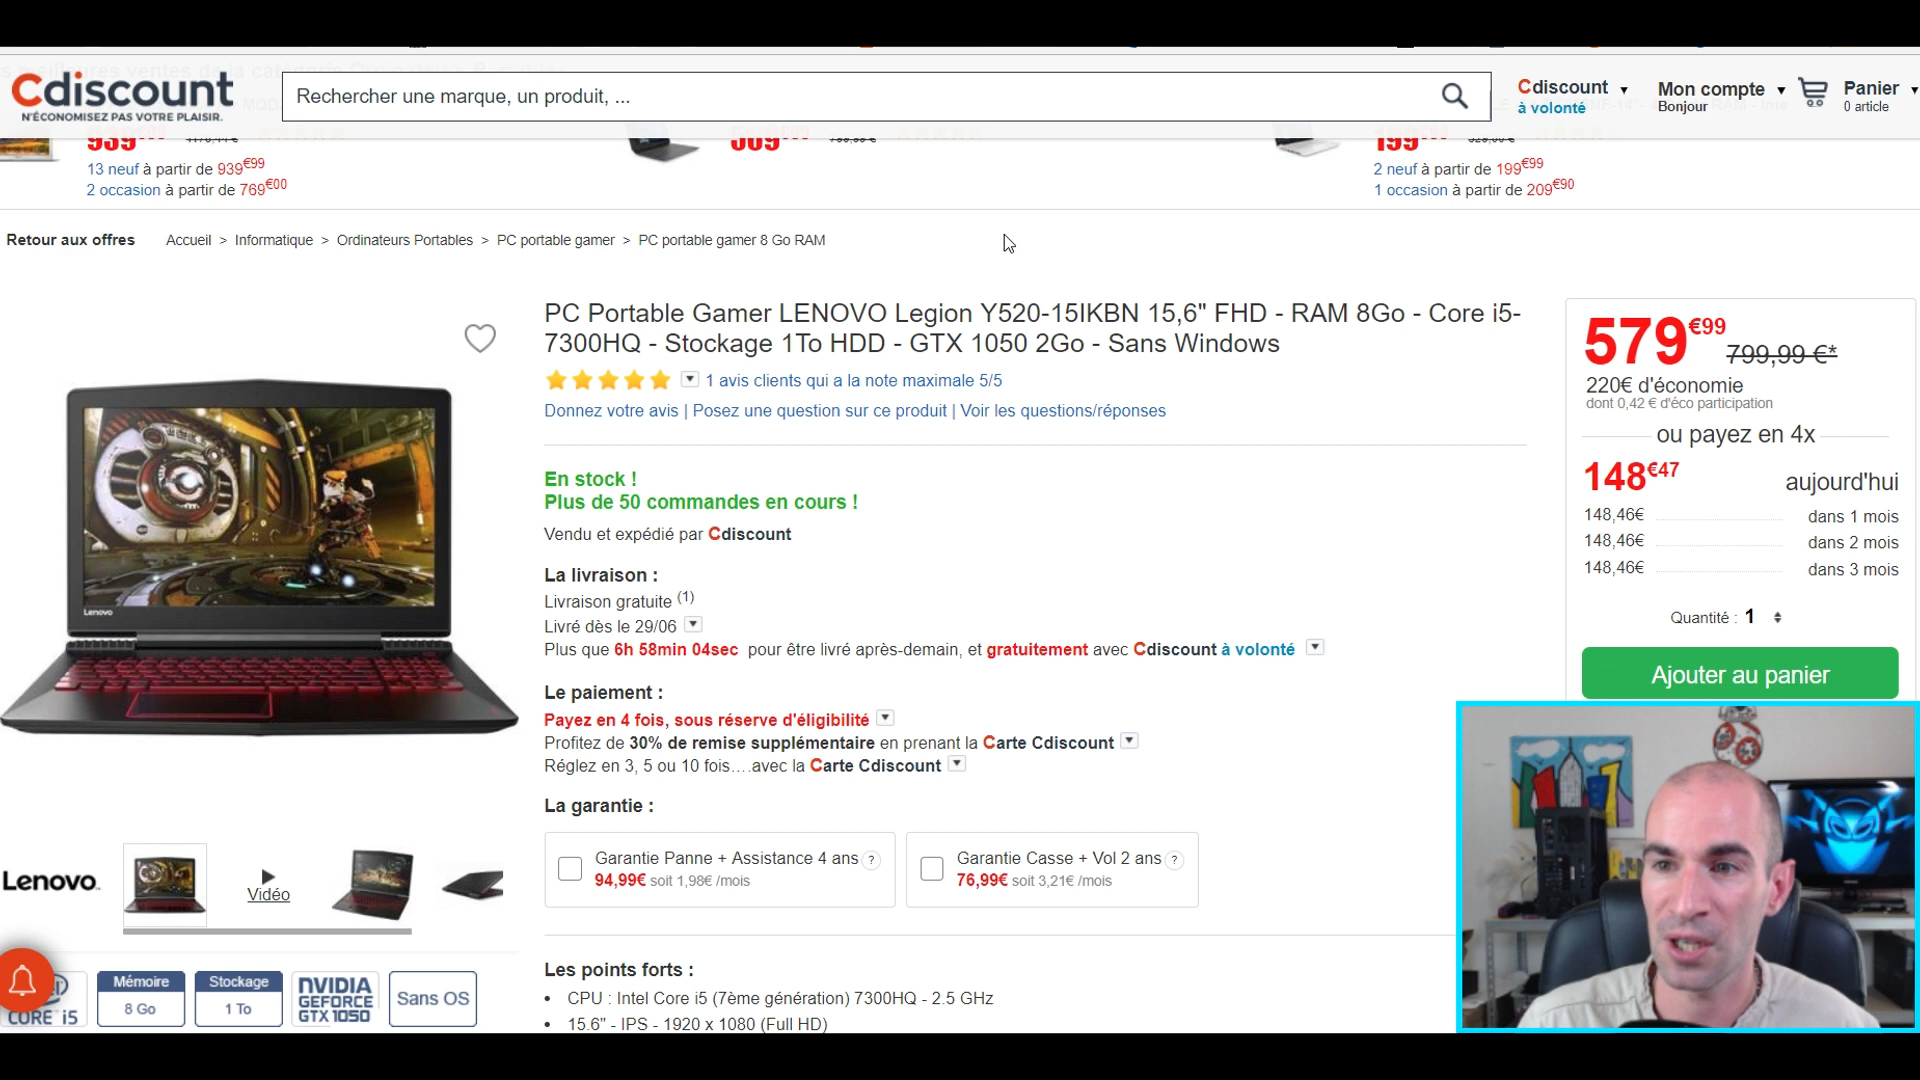 Cdiscount
N'ÉCONOMISEZ PAS VOTRE PLAISIR.
Rechercher une marque, un produit, ...
Cdiscount
à volonté
Mon compte
Bonjour
Panier
0 article
939
13 neuf à partir de 939€99
2 occasion à partir de 769€00
199
2 neuf à partir de 199€99
1 occasion à partir de 209€90
Retour aux offres
Accueil > Informatique > Ordinateurs Portables > PC portable gamer > PC portable gamer 8 Go RAM
PC Portable Gamer LENOVO Legion Y520-15IKBN 15,6" FHD - RAM 8Go - Core i5-
7300HQ - Stockage 1To HDD - GTX 1050 2Go - Sans Windows
1 avis clients qui a la note maximale 5/5
Donnez votre avis | Posez une question sur ce produit | Voir les questions/réponses
En stock !
Plus de 50 commandes en cours !
Vendu et expédié par Cdiscount
La livraison :
Livraison gratuite (1)
Livré dès le 29/06
Plus que 6h 58min 04sec pour être livré après-demain, et gratuitement avec Cdiscount à volonté
Le paiement :
Payez en 4 fois, sous réserve d'éligibilité
Profitez de 30% de remise supplémentaire en prenant la Carte Cdiscount
Réglez en 3, 5 ou 10 fois....avec la Carte Cdiscount
La garantie :
Garantie Panne + Assistance 4 ans ?
94,99€ soit 1,98€ /mois
Garantie Casse + Vol 2 ans ?
76,99€ soit 3,21€ /mois
Les points forts :
• CPU : Intel Core i5 (7ème génération) 7300HQ - 2.5 GHz
• 15.6" - IPS - 1920 x 1080 (Full HD)
579€99 799,99 €*
220€ d'économie
dont 0,42 € d'éco participation
ou payez en 4x
148€47 aujourd'hui
148,46€ dans 1 mois
148,46€ dans 2 mois
148,46€ dans 3 mois
Quantité : 1
Ajouter au panier
Lenovo
Lenovo
Vidéo
CORE i5
Mémoire
8 Go
Stockage
1 To
NVIDIA
GEFORCE
GTX 1050
Sans OS